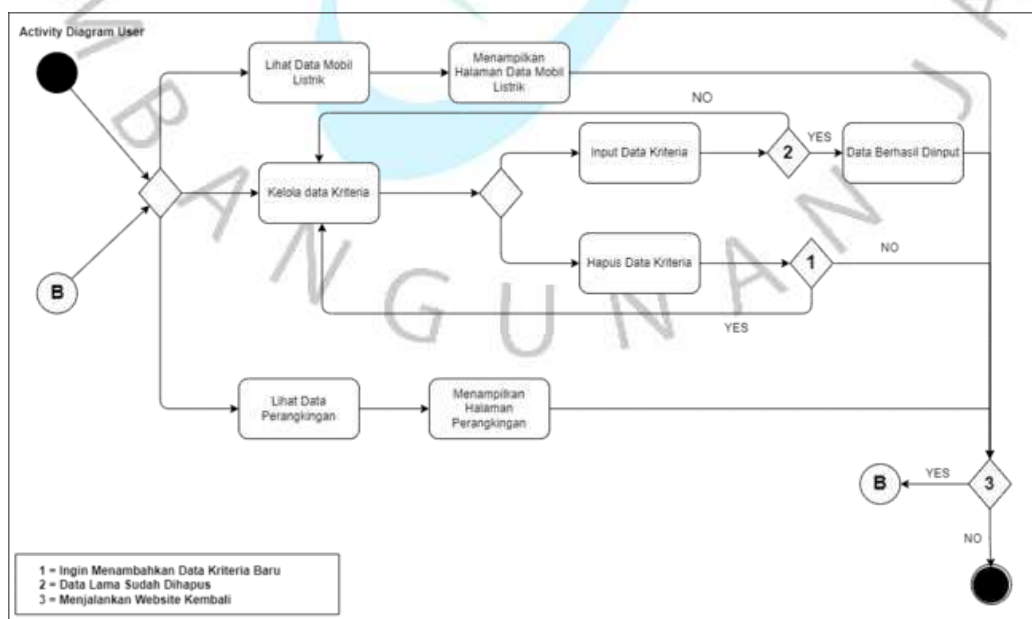 Activity Diagram User
Lihat Data Mobil
Listrik
Menampilkan
Halaman Data Mobil
Listrik
NO
Input Data Kriteria
2
YES
Data Berhasil Diinput
Kelola data Kriteria
Hapus Data Kriteria
1
NO
YES
B
Lihat Data
Perangkingan
Menampilkan
Halaman
Perangkingan
B
YES
3
NO
1 = Ingin Menambahkan Data Kriteria Baru
2 = Data Lama Sudah Dihapus
3 = Menjalankan Website Kembali
M B A N G U N A N J A